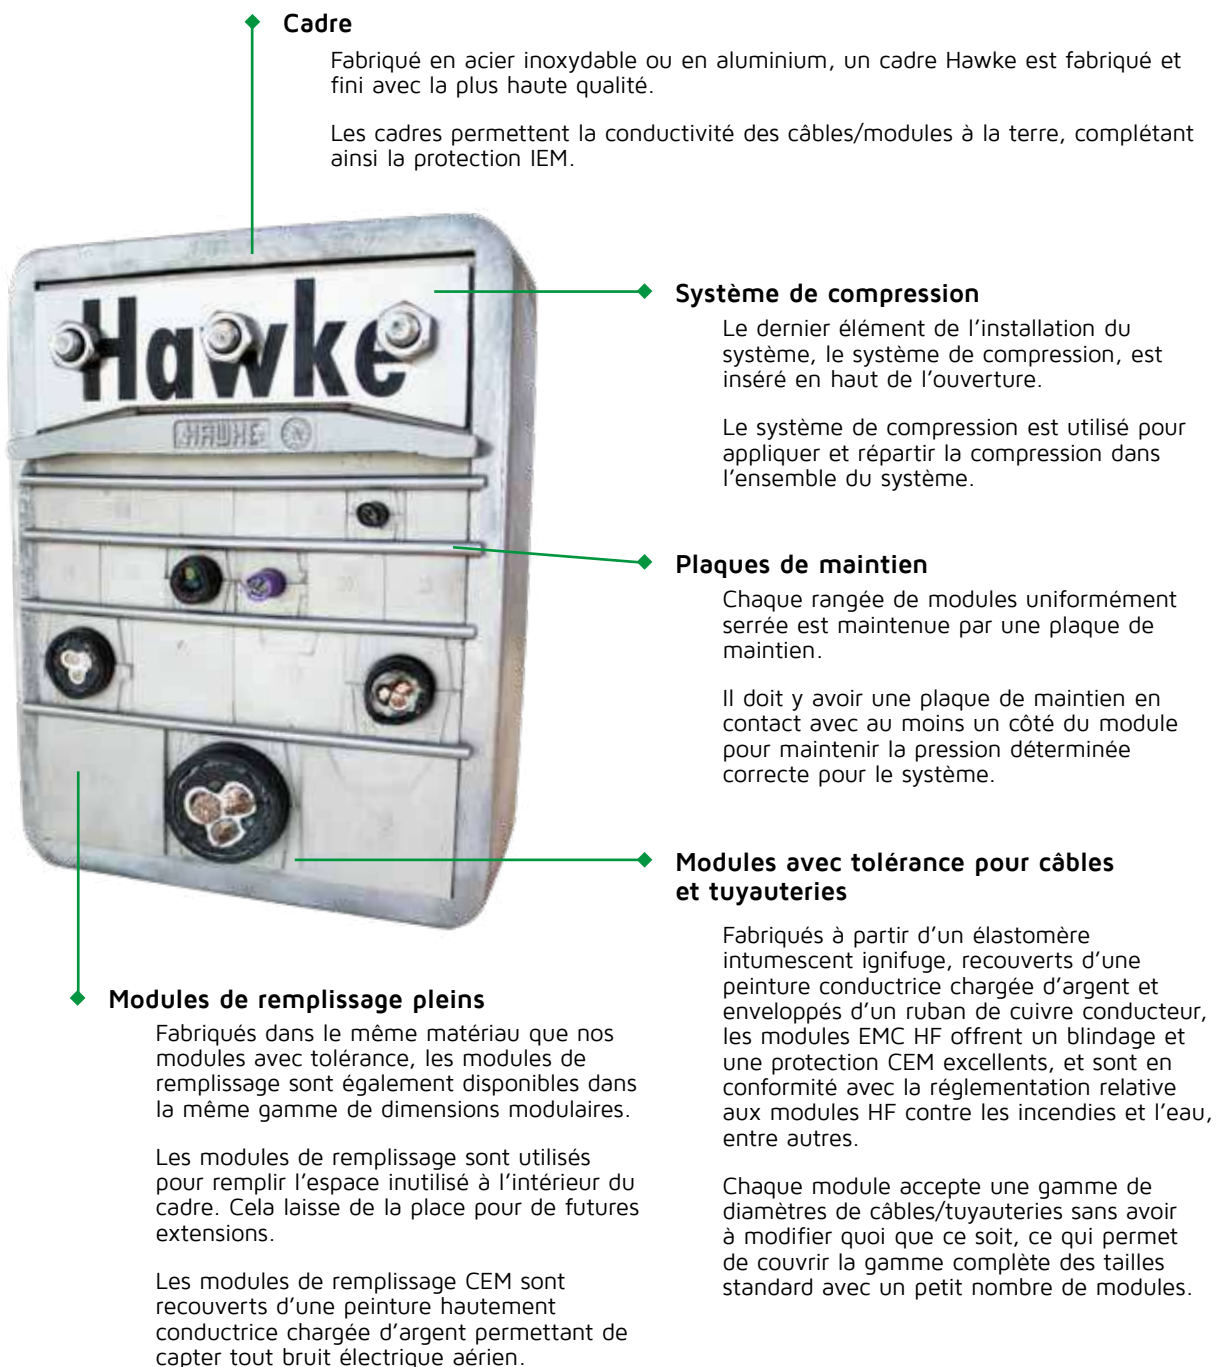 Cadre
Fabriqué en acier inoxydable ou en aluminium, un cadre Hawke est fabriqué et
fini avec la plus haute qualité.
Les cadres permettent la conductivité des câbles/modules à la terre, complétant
ainsi la protection IEM.
Hawke
HAWKE
Système de compression
Le dernier élément de l’installation du
système, le système de compression, est
inséré en haut de l’ouverture.
Le système de compression est utilisé pour
appliquer et répartir la compression dans
l’ensemble du système.
Plaques de maintien
Chaque rangée de modules uniformément
serrée est maintenue par une plaque de
maintien.
Il doit y avoir une plaque de maintien en
contact avec au moins un côté du module
pour maintenir la pression déterminée
correcte pour le système.
Modules avec tolérance pour câbles
et tuyauteries
Fabriqués à partir d’un élastomère
intumescent ignifuge, recouverts d’une
peinture conductrice chargée d’argent et
enveloppés d’un ruban de cuivre conducteur,
les modules EMC HF offrent un blindage et
une protection CEM excellents, et sont en
conformité avec la réglementation relative
aux modules HF contre les incendies et l’eau,
entre autres.
Chaque module accepte une gamme de
diamètres de câbles/tuyauteries sans avoir
à modifier quoi que ce soit, ce qui permet
de couvrir la gamme complète des tailles
standard avec un petit nombre de modules.
Modules de remplissage pleins
Fabriqués dans le même matériau que nos
modules avec tolérance, les modules de
remplissage sont également disponibles dans
la même gamme de dimensions modulaires.
Les modules de remplissage sont utilisés
pour remplir l’espace inutilisé à l’intérieur du
cadre. Cela laisse de la place pour de futures
extensions.
Les modules de remplissage CEM sont
recouverts d’une peinture hautement
conductrice chargée d’argent permettant de
capter tout bruit électrique aérien.